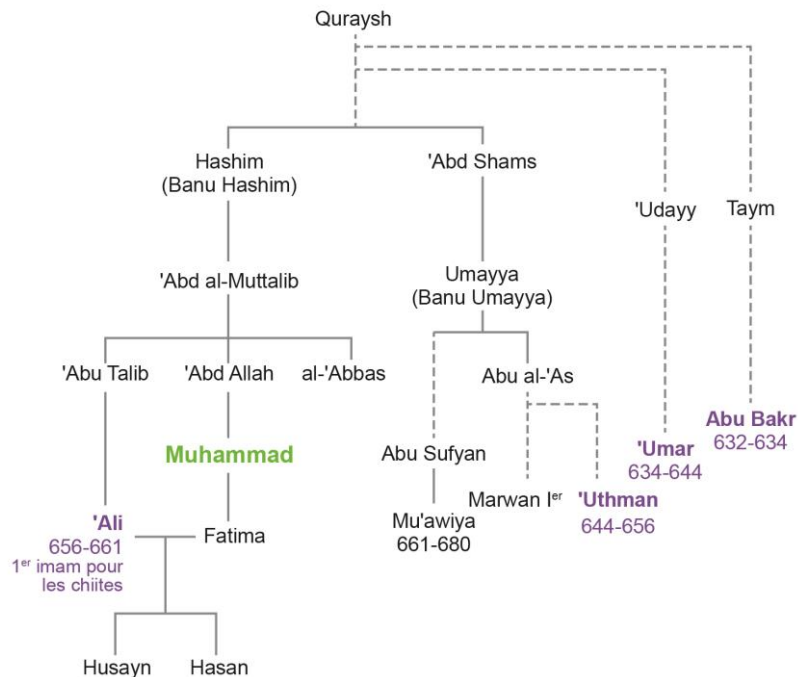 Quraysh
Hashim
(Banu Hashim)
'Abd Shams
'Udayy
Taym
'Abd al-Muttalib
Umayya
(Banu Umayya)
'Abu Talib
'Abd Allah
al-'Abbas
Abu al-'As
Abu Bakr
632-634
Muhammad
Abu Sufyan
'Umar
634-644
Marwan Ier
'Uthman
644-656
Mu'awiya
661-680
'Ali
656-661
1er imam pour
les chiites
Fatima
Husayn
Hasan